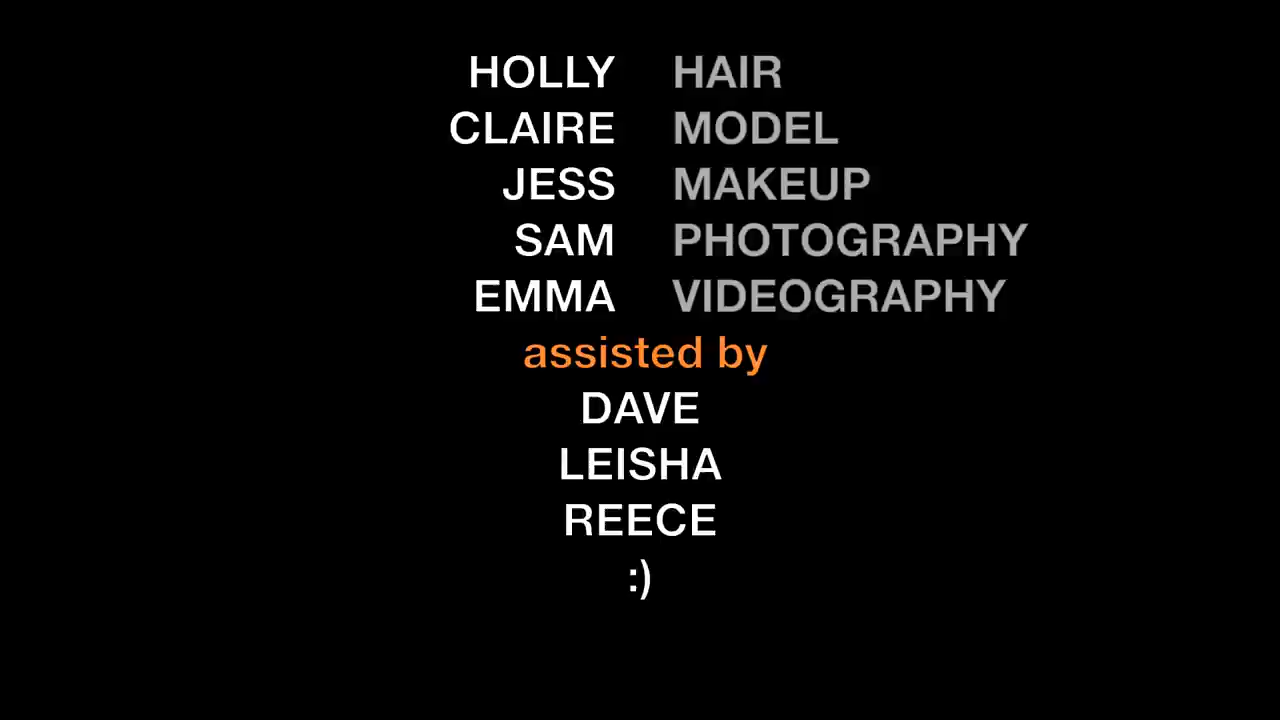 HOLLY HAIR
CLAIRE MODEL
JESS MAKEUP
SAM PHOTOGRAPHY
EMMA VIDEOGRAPHY
assisted by
DAVE
LEISHA
REECE
:)